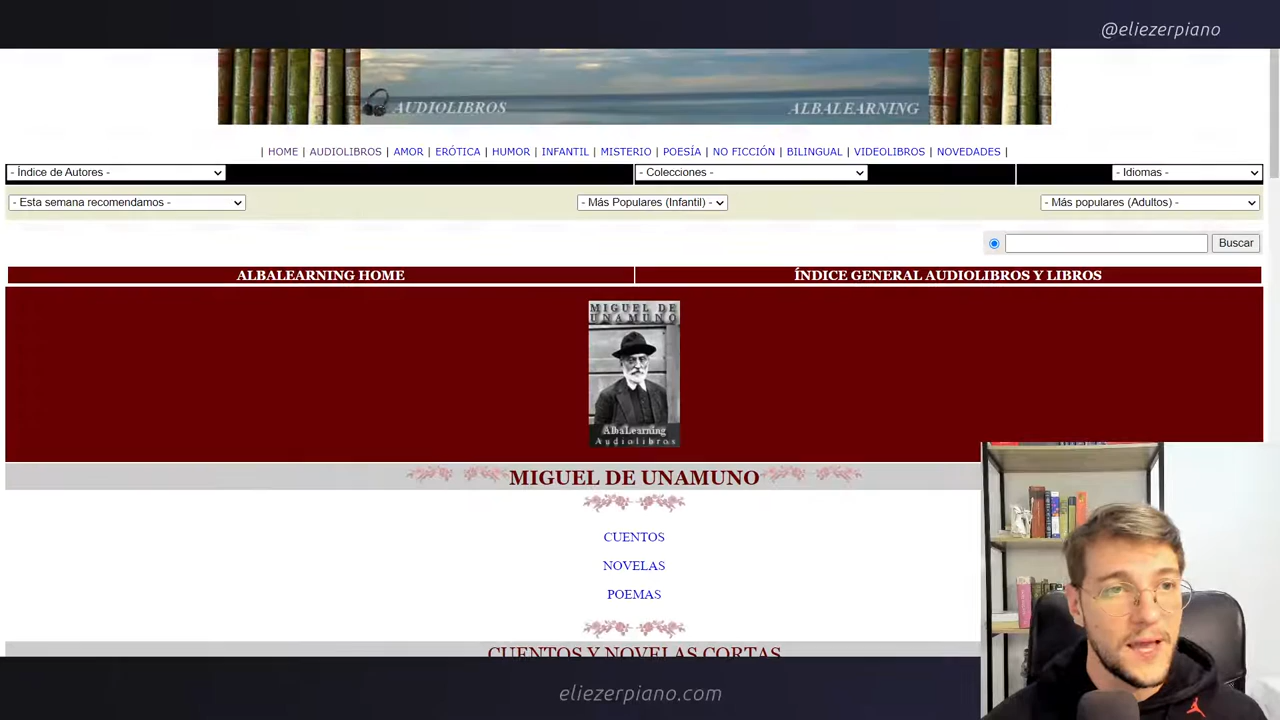 @eliezerpiano
AUDIOLIBROS ALBALEARNING
| HOME | AUDIOLIBROS | AMOR | ERÓTICA | HUMOR | INFANTIL | MISTERIO | POESÍA | NO FICCIÓN | BILINGUAL | VIDEOLIBROS | NOVEDADES |
- Índice de Autores - - Colecciones - - Idiomas -
- Esta semana recomendamos - - Más Populares (Infantil) - - Más populares (Adultos) -
Buscar
ALBALEARNING HOME ÍNDICE GENERAL AUDIOLIBROS Y LIBROS
MIGUEL DE
UNAMUNO
AlbaLearning
Audiolibros
MIGUEL DE UNAMUNO
CUENTOS
NOVELAS
POEMAS
CUENTOS Y NOVELAS CORTAS
eliezerpiano.com